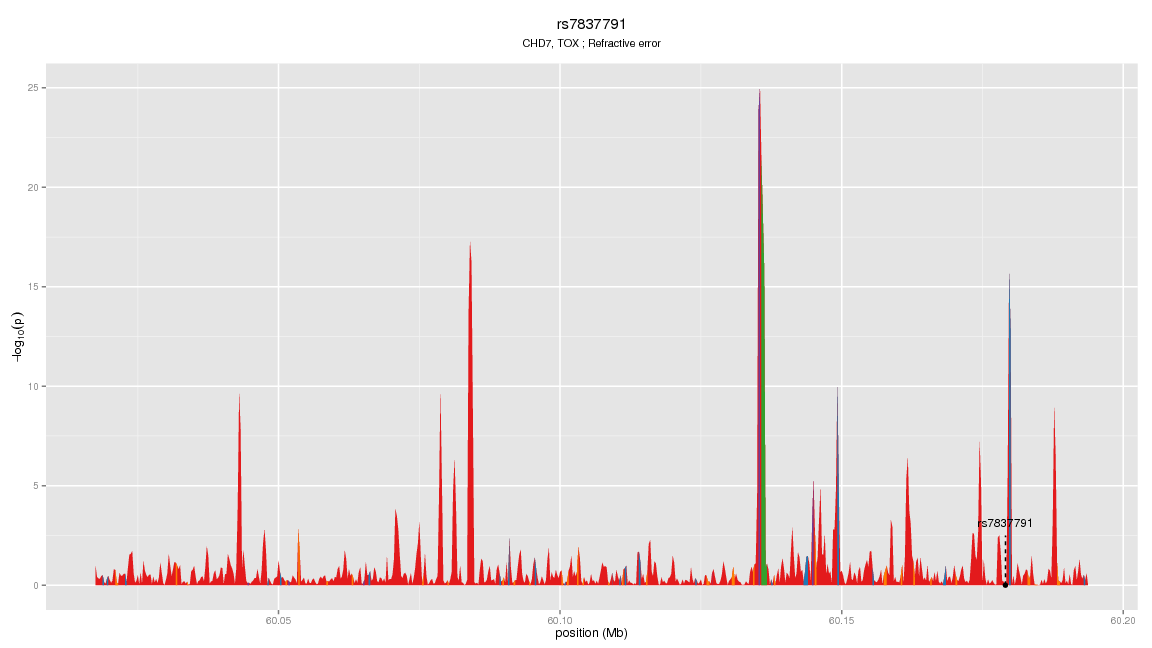 rs7837791
CHD7, TOX ; Refractive error
25
20
15
10
5
0
−log10(p)
rs7837791
60.05
60.10
60.15
60.20
position (Mb)